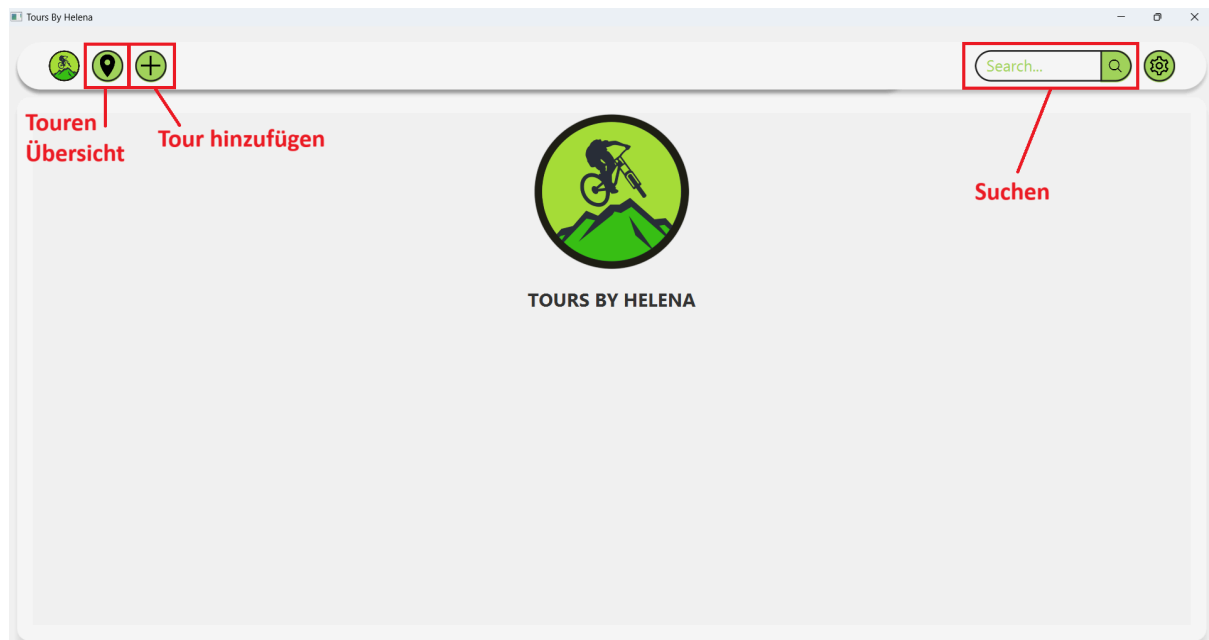 Tours By Helena
Search...
Touren
Übersicht
Tour hinzufügen
Suchen
TOURS BY HELENA